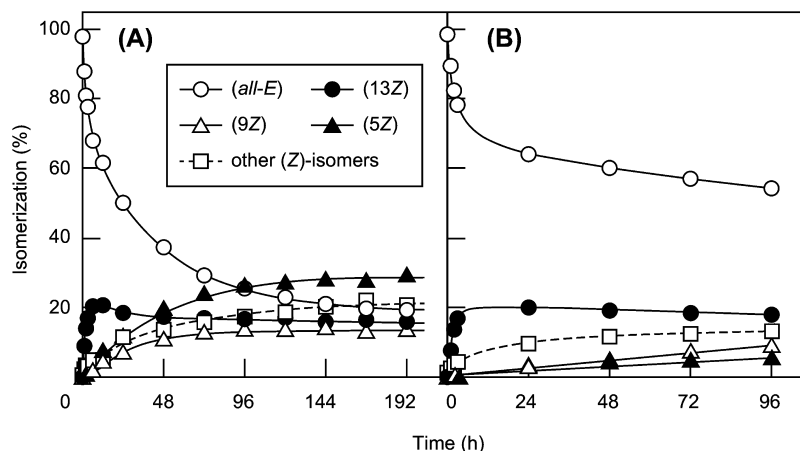 (A)
(B)
(all-E)
(13Z)
(9Z)
(5Z)
other (Z)-isomers
Isomerization (%)
100
80
60
40
20
0 48 96 144 192
0 24 48 72 96
Time (h)